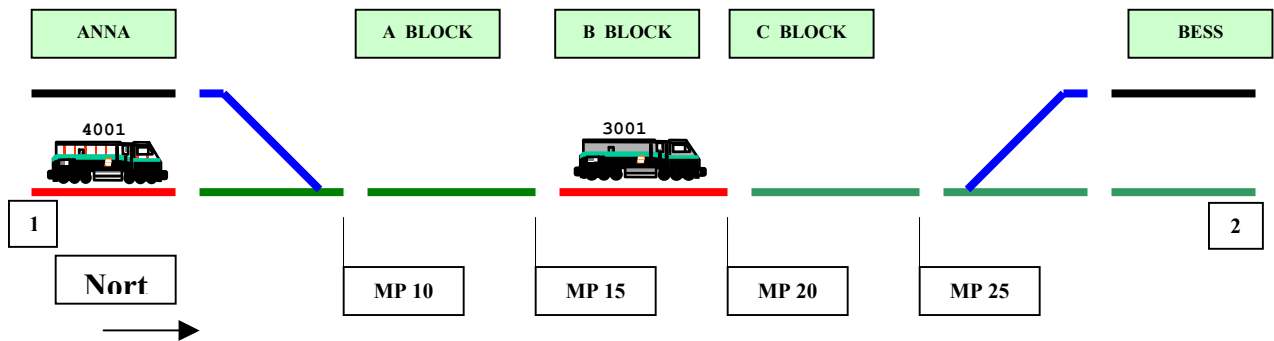 ANNA
A BLOCK
B BLOCK
C BLOCK
BESS
4001
3001
1
2
Nort
MP 10
MP 15
MP 20
MP 25